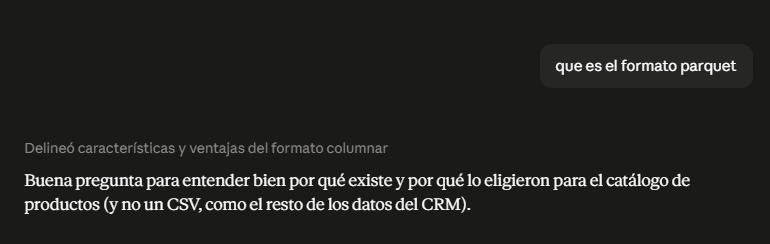 que es el formato parquet
Delineó características y ventajas del formato columnar
Buena pregunta para entender bien por qué existe y por qué lo eligieron para el catálogo de
productos (y no un CSV, como el resto de los datos del CRM).